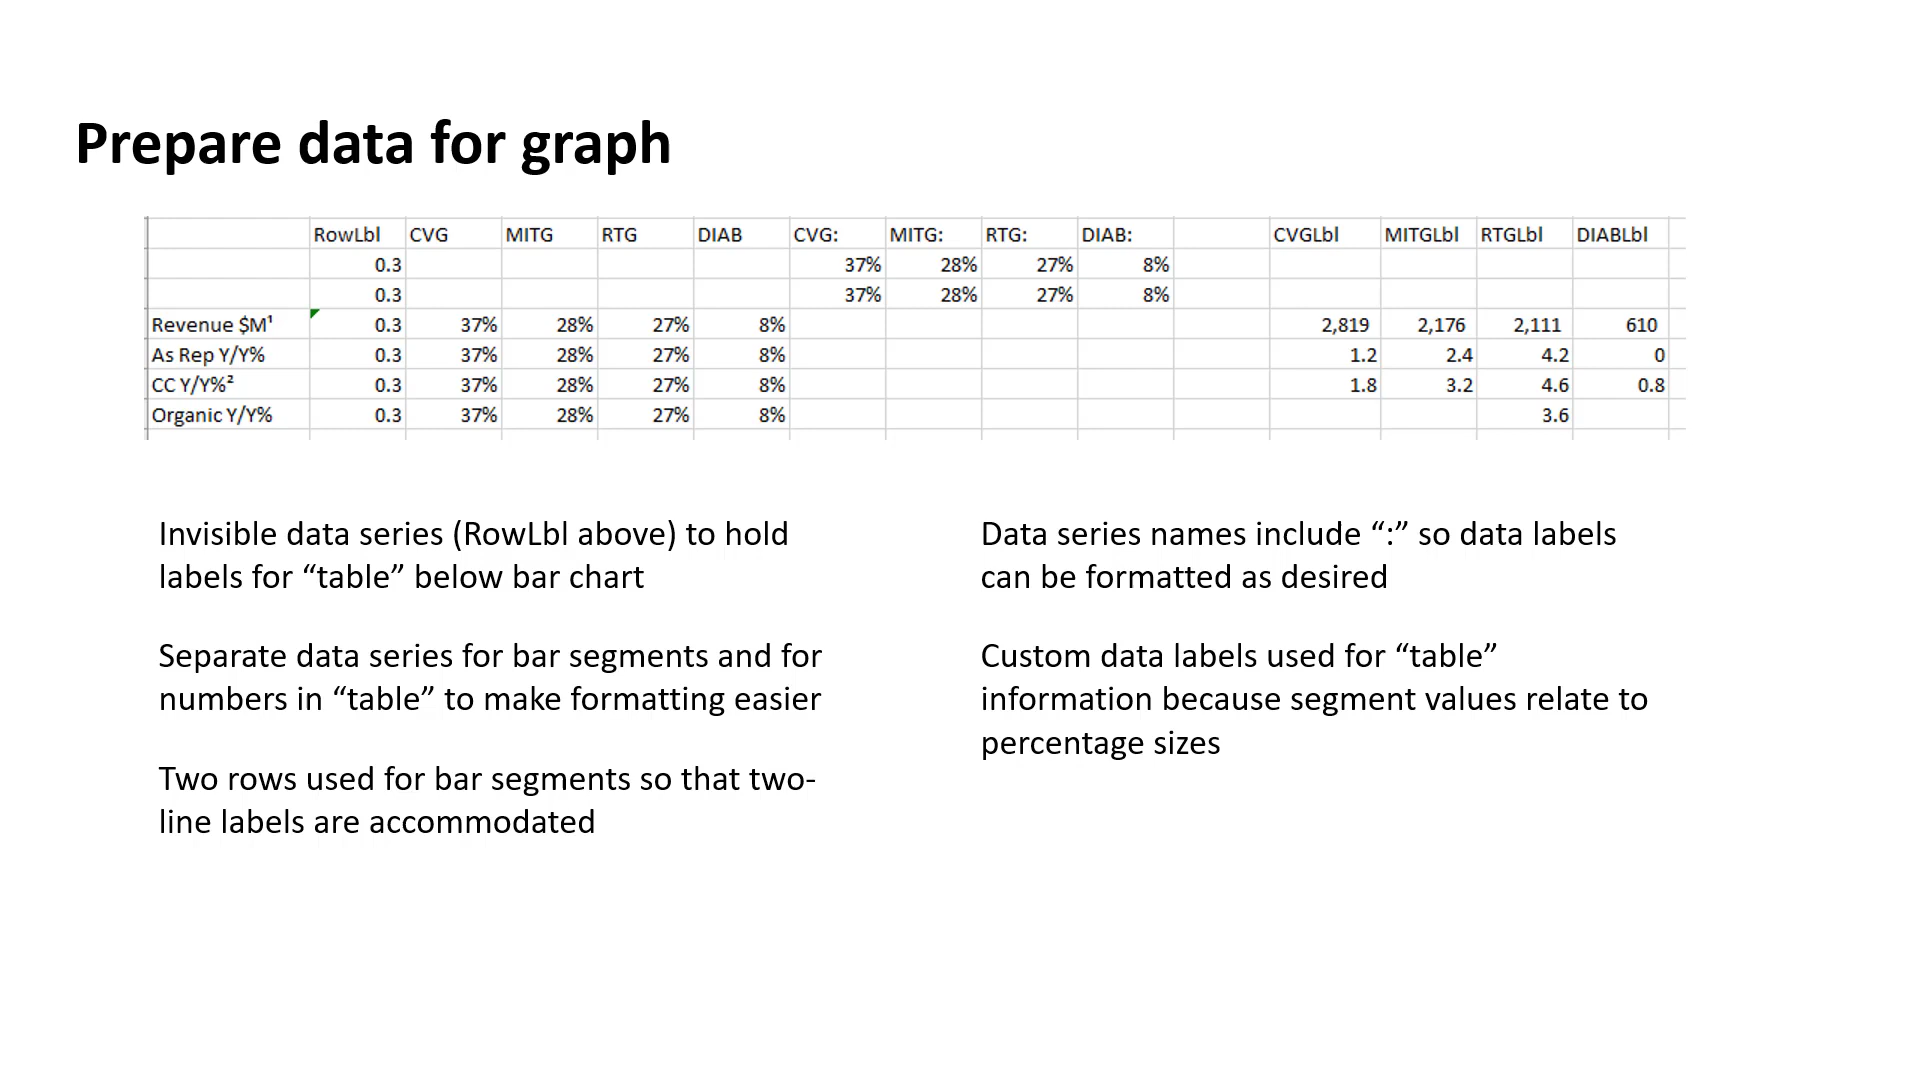 Prepare data for graph
RowLbl CVG MITG RTG DIAB CVG: MITG: RTG: DIAB: CVGLbl MITGLbl RTGLbl DIABLbl
0.3 37% 28% 27% 8%
0.3 37% 28% 27% 8%
Revenue $M¹ 0.3 37% 28% 27% 8% 2,819 2,176 2,111 610
As Rep Y/Y% 0.3 37% 28% 27% 8% 1.2 2.4 4.2 0
CC Y/Y%² 0.3 37% 28% 27% 8% 1.8 3.2 4.6 0.8
Organic Y/Y% 0.3 37% 28% 27% 8% 3.6
Invisible data series (RowLbl above) to hold
labels for “table” below bar chart
Separate data series for bar segments and for
numbers in “table” to make formatting easier
Two rows used for bar segments so that two-
line labels are accommodated
Data series names include “:” so data labels
can be formatted as desired
Custom data labels used for “table”
information because segment values relate to
percentage sizes